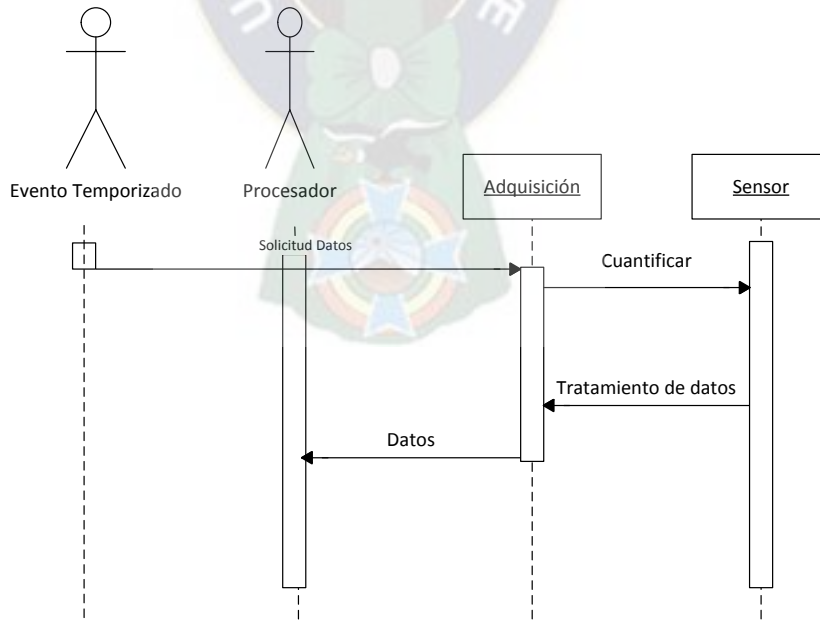 U
E
Evento Temporizado
Procesador
Adquisición
Sensor
Solicitud Datos
Cuantificar
Tratamiento de datos
Datos